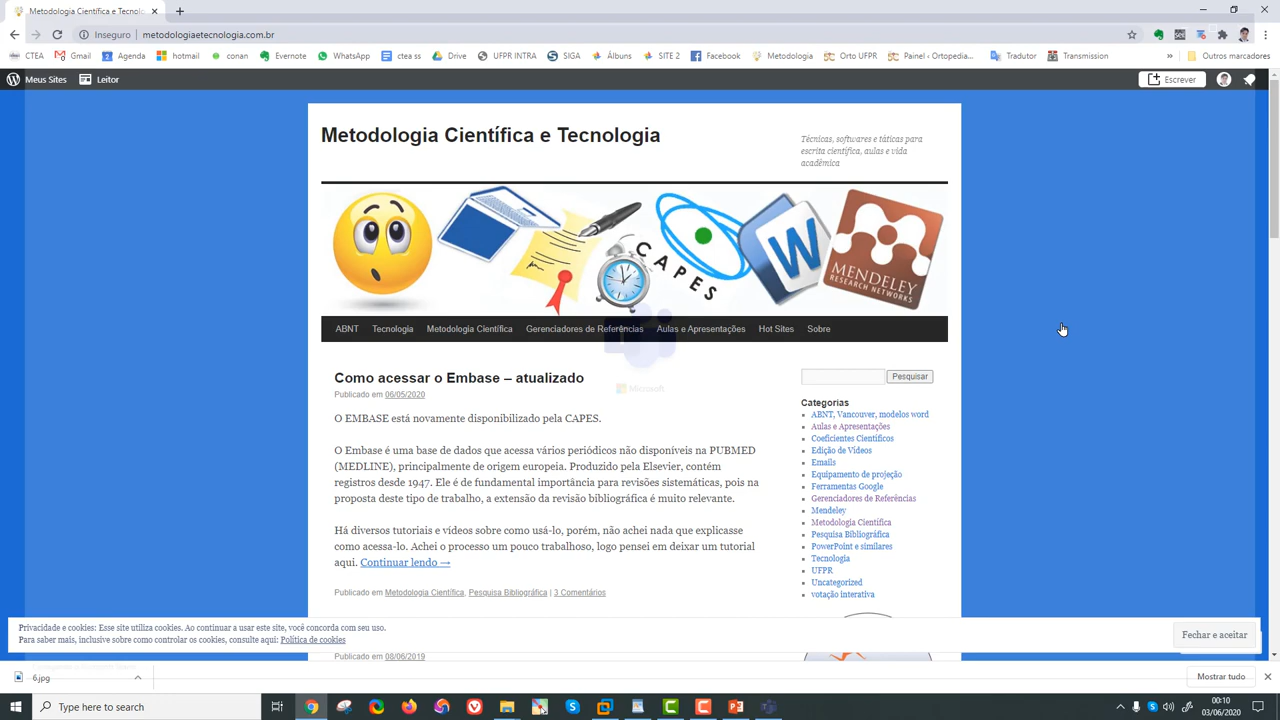 Metodologia Científica e Tecnolo
Inseguro | metodologiaetecnologia.com.br
CTEA Gmail Agenda hotmiail conan Evernote WhatsApp ctea ss Drive UFPR INTRA SIGA Álbuns SITE 2 Facebook Metodologia Orto UFPR Painel ‹ Ortopedia... Tradutor Transmission » Outros marcadores
Meus Sites Leitor Escrever
Metodologia Científica e Tecnologia
Técnicas, softwares e táticas para
escrita científica, aulas e vida
acadêmica
CAPES
W
MENDELEY
RESEARCH NETWORKS
ABNT Tecnologia Metodologia Científica Gerenciadores de Referências Aulas e Apresentações Hot Sites Sobre
Microsoft
Como acessar o Embase – atualizado
Publicado em 06/05/2020
O EMBASE está novamente disponibilizado pela CAPES.
O Embase é uma base de dados que acessa vários periódicos não disponíveis na PUBMED
(MEDLINE), principalmente de origem europeia. Produzido pela Elsevier, contém
registros desde 1947. Ele é de fundamental importância para revisões sistemáticas, pois na
proposta deste tipo de trabalho, a extensão da revisão bibliográfica é muito relevante.
Há diversos tutoriais e vídeos sobre como usá-lo, porém, não achei nada que explicasse
como acessa-lo. Achei o processo um pouco trabalhoso, logo pensei em deixar um tutorial
aqui. Continuar lendo →
Publicado em Metodologia Científica, Pesquisa Bibliográfica | 3 Comentários
Publicado em 08/06/2019
Pesquisar
Categorias
ABNT, Vancouver, modelos word
Aulas e Apresentações
Coeficientes Científicos
Edição de Vídeos
Emails
Equipamento de projeção
Ferramentas Google
Gerenciadores de Referências
Mendeley
Metodologia Científica
Pesquisa Bibliográfica
PowerPoint e similares
Tecnologia
UFPR
Uncategorized
votação interativa
Privacidade e cookies: Esse site utiliza cookies. Ao continuar a usar este site, você concorda com seu uso.
Para saber mais, inclusive sobre como controlar os cookies, consulte aqui: Política de cookies
Fechar e aceitar
6.jpg
Mostrar tudo
Type here to search
00:10
03/06/2020